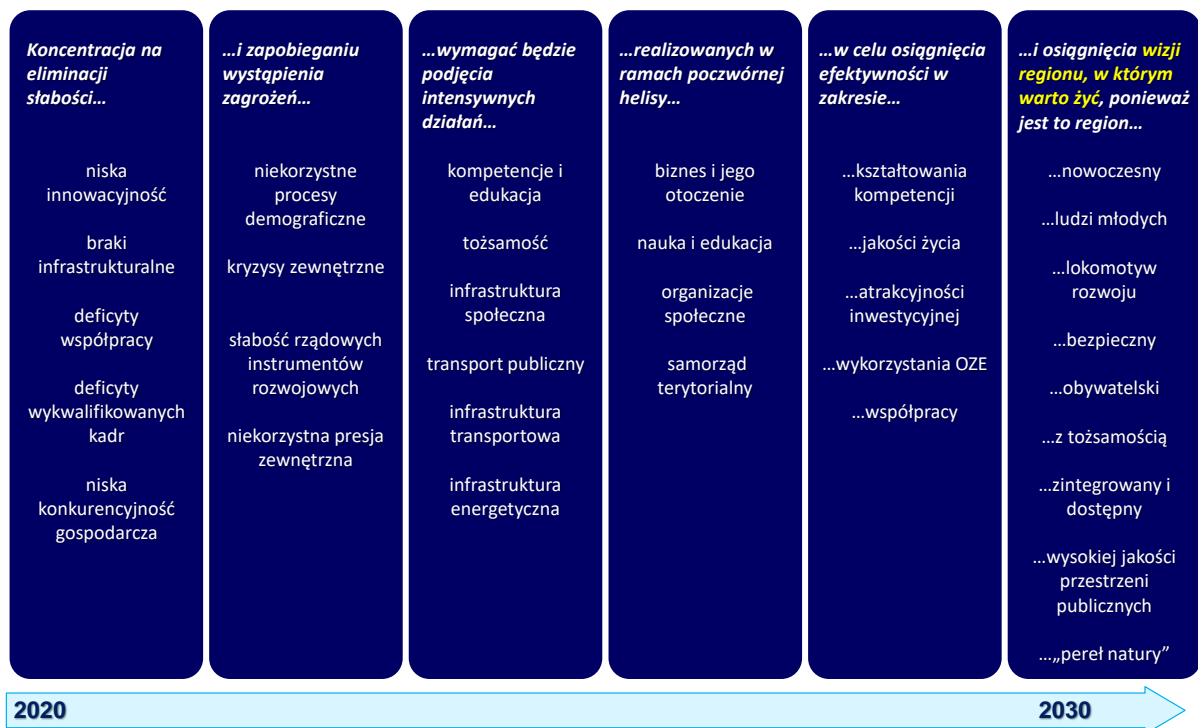 Koncentracja na
eliminacji
słabości…
niska
innowacyjność
braki
infrastrukturalne
deficyty
współpracy
deficyty
wykwalifikowanych
kadr
niska
konkurencyjność
gospodarcza
…i zapobieganiu
wystąpienia
zagrożeń…
niekorzystne
procesy
demograficzne
kryzysy zewnętrzne
słabość rządowych
instrumentów
rozwojowych
niekorzystna presja
zewnętrzna
…wymagać będzie
podjęcia
intensywnych
działań…
kompetencje i
edukacja
tożsamość
infrastruktura
społeczna
transport publiczny
infrastruktura
transportowa
infrastruktura
energetyczna
…realizowanych w
ramach poczwórnej
helisy…
biznes i jego
otoczenie
nauka i edukacja
organizacje
społeczne
samorząd
terytorialny
…w celu osiągnięcia
efektywności w
zakresie…
…kształtowania
kompetencji
…jakości życia
…atrakcyjności
inwestycyjnej
…wykorzystania OZE
…współpracy
…i osiągnięcia wizji
regionu, w którym
warto żyć, ponieważ
jest to region…
…nowoczesny
…ludzi młodych
…lokomotyw
rozwoju
…bezpieczny
…obywatelski
…z tożsamością
…zintegrowany i
dostępny
…wysokiej jakości
przestrzeni
publicznych
…„pereł natury”
2020
2030